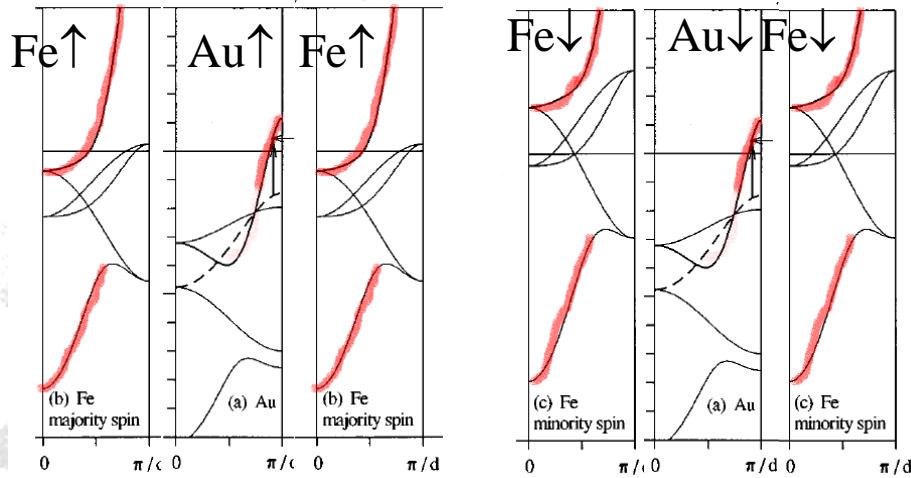 Fe↑
Au↑
Fe↑
Fe↓
Au↓
Fe↓
(b) Fe
majority spin
(a) Au
(b) Fe
majority spin
(c) Fe
minority spin
(a) Au
(c) Fe
minority spin
0
π/d
0
π/d
0
π/d
0
π/d
0
π/d
0
π/d